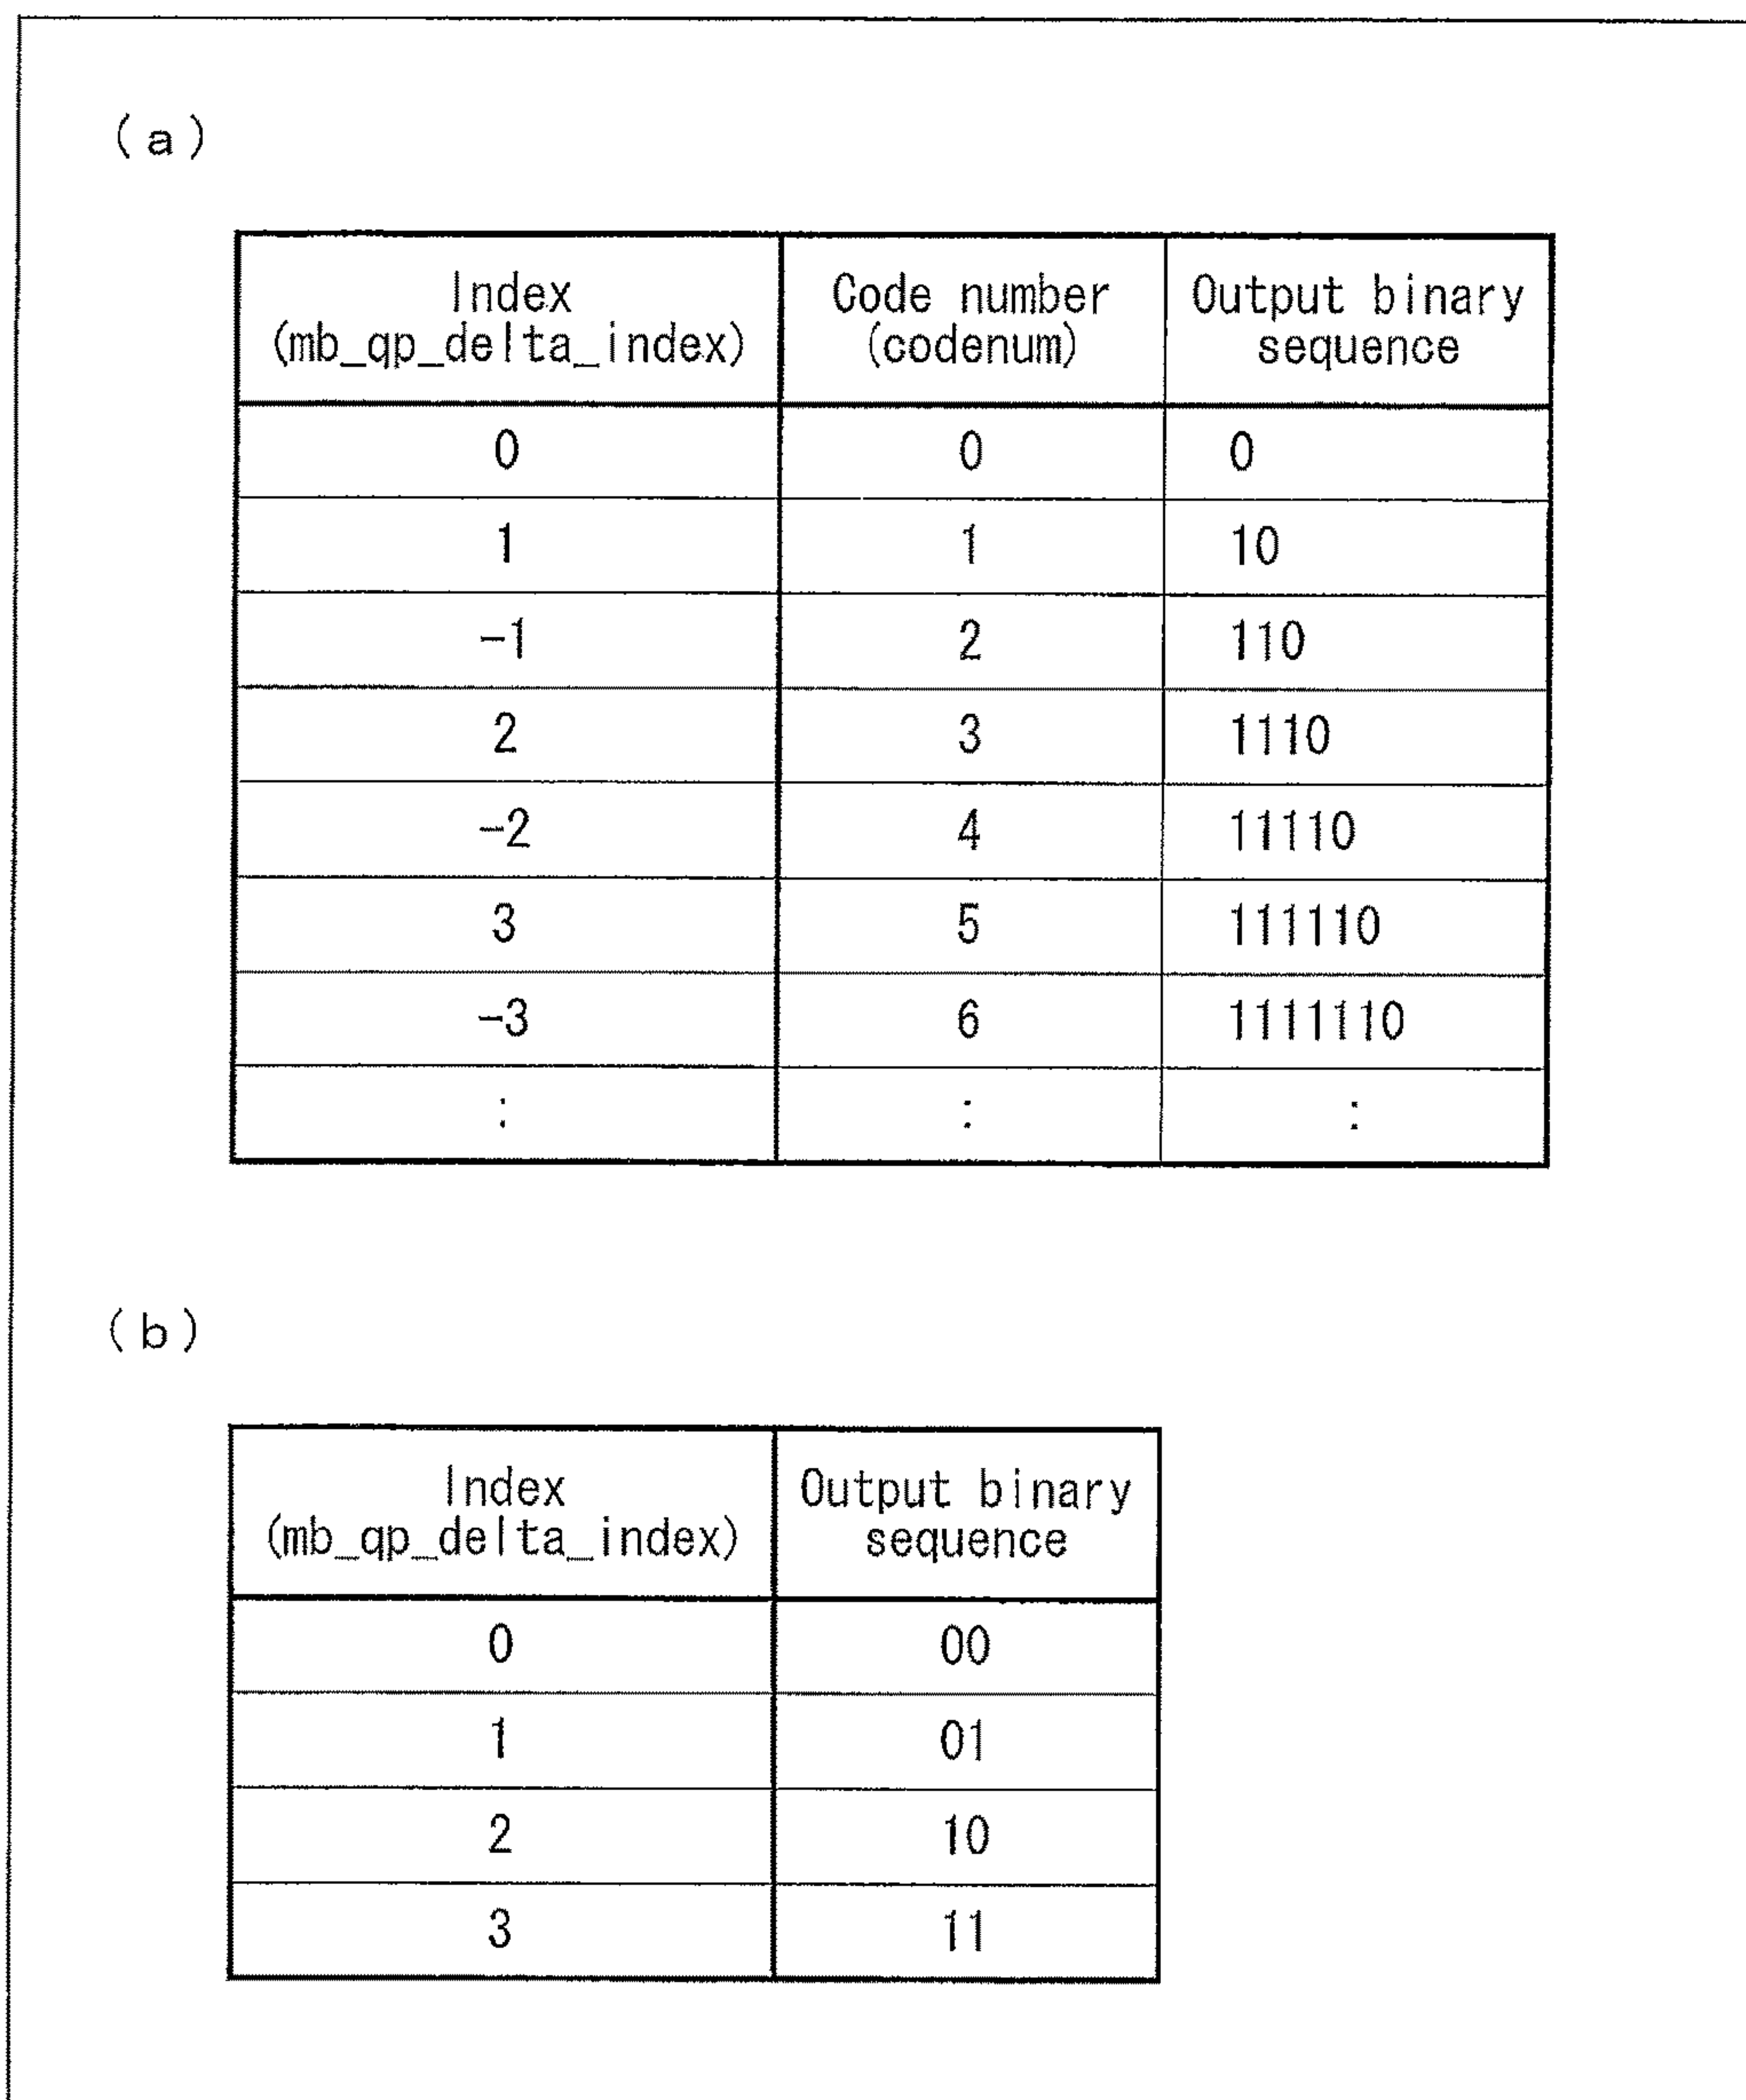 (a)
Index Code number Output binary
(mb_qp_delta_index) (codenum) sequence
0 0 0
1 1 10
-1 2 110
2 3 1110
-2 4 11110
3 5 111110
-3 6 1111110
: : :
(b)
Index Output binary
(mb_qp_delta_index) sequence
0 00
1 01
2 10
3 11